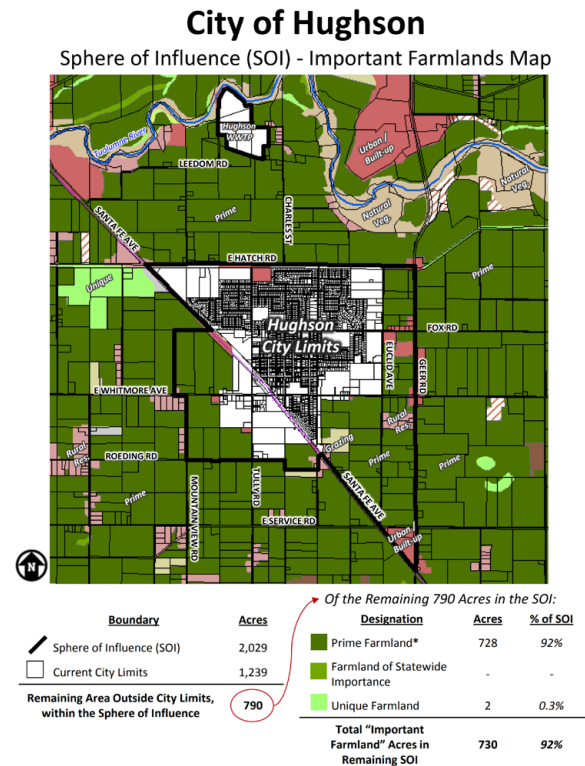 City of Hughson
Sphere of Influence (SOI) - Important Farmlands Map
Tuolumne River
Hughson
WWTP
Urban /
Built-up
LEEDOM RD
Natural
Veg.
Natural
Veg.
Prime
CHARLES ST
SANTA FE AVE
E HATCH RD
Prime
Unique
Hughson
City Limits
FOX RD
EUCLID AVE
GEER RD
E WHITMORE AVE
Rural
Res.
Grazing
Rural
Res.
ROEDING RD
Prime
Prime
Prime
MOUNTAIN VIEW RD
TULLY RD
SANTA FE AVE
E SERVICE RD
Urban /
Built-up
N
Of the Remaining 790 Acres in the SOI:
Boundary Acres
Sphere of Influence (SOI) 2,029
Current City Limits 1,239
Remaining Area Outside City Limits,
within the Sphere of Influence 790
Designation Acres % of SOI
Prime Farmland* 728 92%
Farmland of Statewide
Importance - -
Unique Farmland 2 0.3%
Total “Important
Farmland” Acres in
Remaining SOI 730 92%